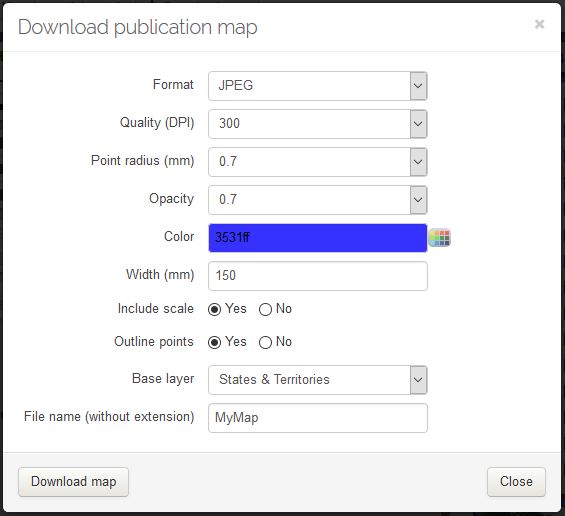 Download publication map ×
Format JPEG
Quality (DPI) 300
Point radius (mm) 0.7
Opacity 0.7
Color 3531ff
Width (mm) 150
Include scale Yes No
Outline points Yes No
Base layer States & Territories
File name (without extension) MyMap
Download map Close